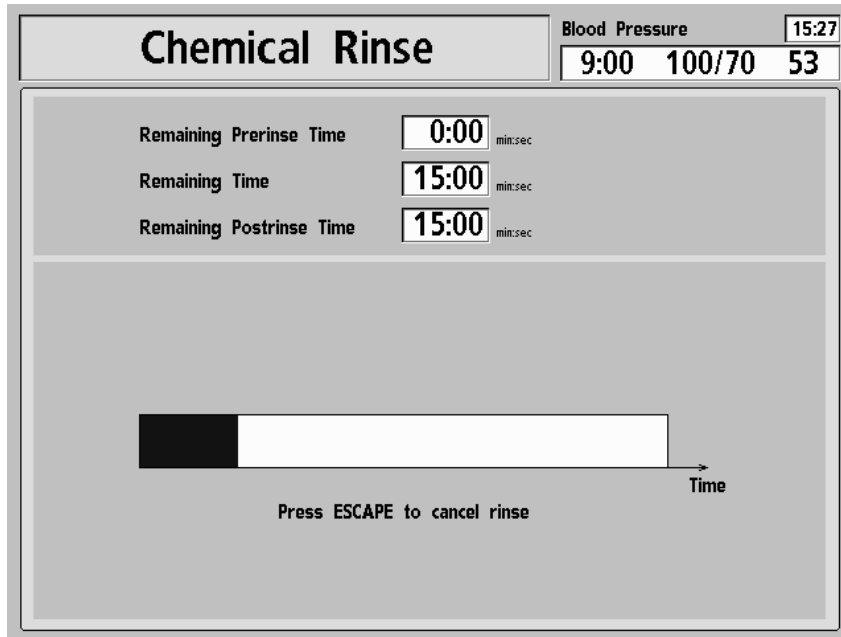 Chemical Rinse
Blood Pressure 15:27
9:00 100/70 53
Remaining Prerinse Time 0:00 min:sec
Remaining Time 15:00 min:sec
Remaining Postrinse Time 15:00 min:sec
Time
Press ESCAPE to cancel rinse